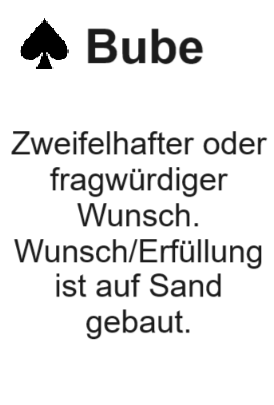 ♠ Bube
Zweifelhafter oder
fragwürdiger
Wunsch.
Wunsch/Erfüllung
ist auf Sand
gebaut.